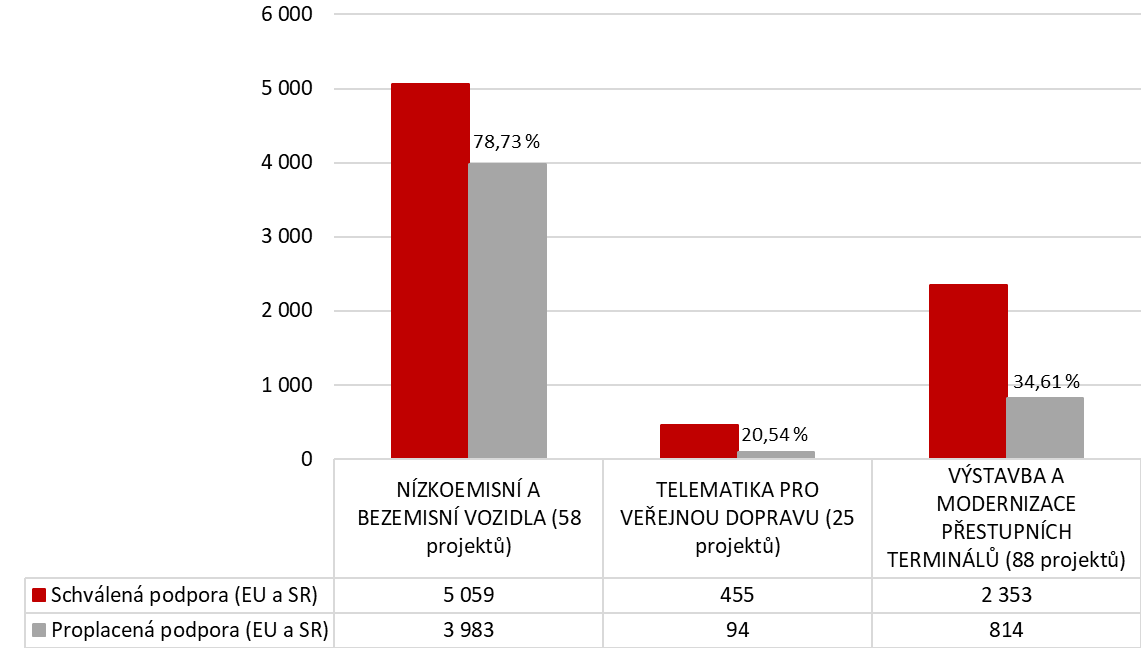 6 000
5 000
4 000
3 000
2 000
1 000
0
78,73 %
20,54 %
34,61 %
NÍZKOEMISNÍ A
BEZEMISNÍ VOZIDLA (58
projektů)
TELEMATIKA PRO
VEŘEJNOU DOPRAVU (25
projektů)
VÝSTAVBA A
MODERNIZACE
PŘESTUPNÍCH
TERMINÁLŮ (88 projektů)
Schválená podpora (EU a SR) 5 059 455 2 353
Proplacená podpora (EU a SR) 3 983 94 814